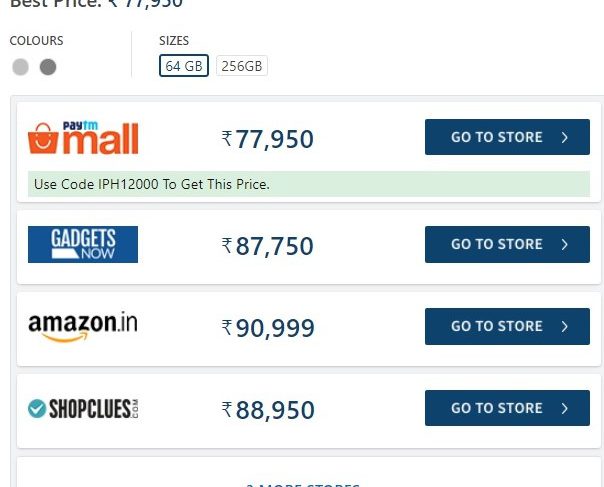 Best Price: ₹ 77,950
COLOURS
SIZES
64 GB
256GB
paytm
mall
₹77,950
GO TO STORE
Use Code IPH12000 To Get This Price.
GADGETS
NOW
₹87,750
GO TO STORE
amazon.in
₹90,999
GO TO STORE
SHOPCLUES.COM
₹88,950
GO TO STORE
MORE STORES